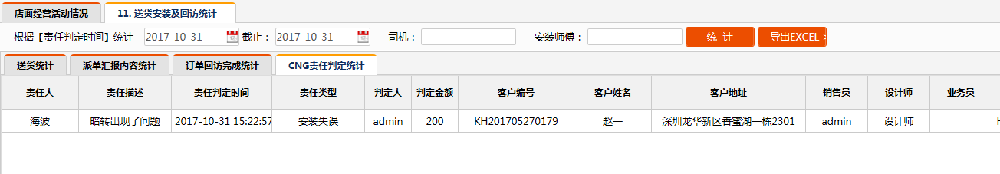 店面经营活动情况 11. 送货安装及回访统计
根据【责任判定时间】统计 2017-10-31 截止： 2017-10-31 司机： 安装师傅： 统 计 导出EXCEL
送货统计 派单汇报内容统计 订单回访完成统计 CNG责任判定统计
责任人 责任描述 责任判定时间 责任类型 判定人 判定金额 客户编号 客户姓名 客户地址 销售员 设计师 业务员
海波 暗转出现了问题 2017-10-31 15:22:57 安装失误 admin 200 KH201705270179 赵一 深圳龙华新区香蜜湖一栋2301 admin 设计师